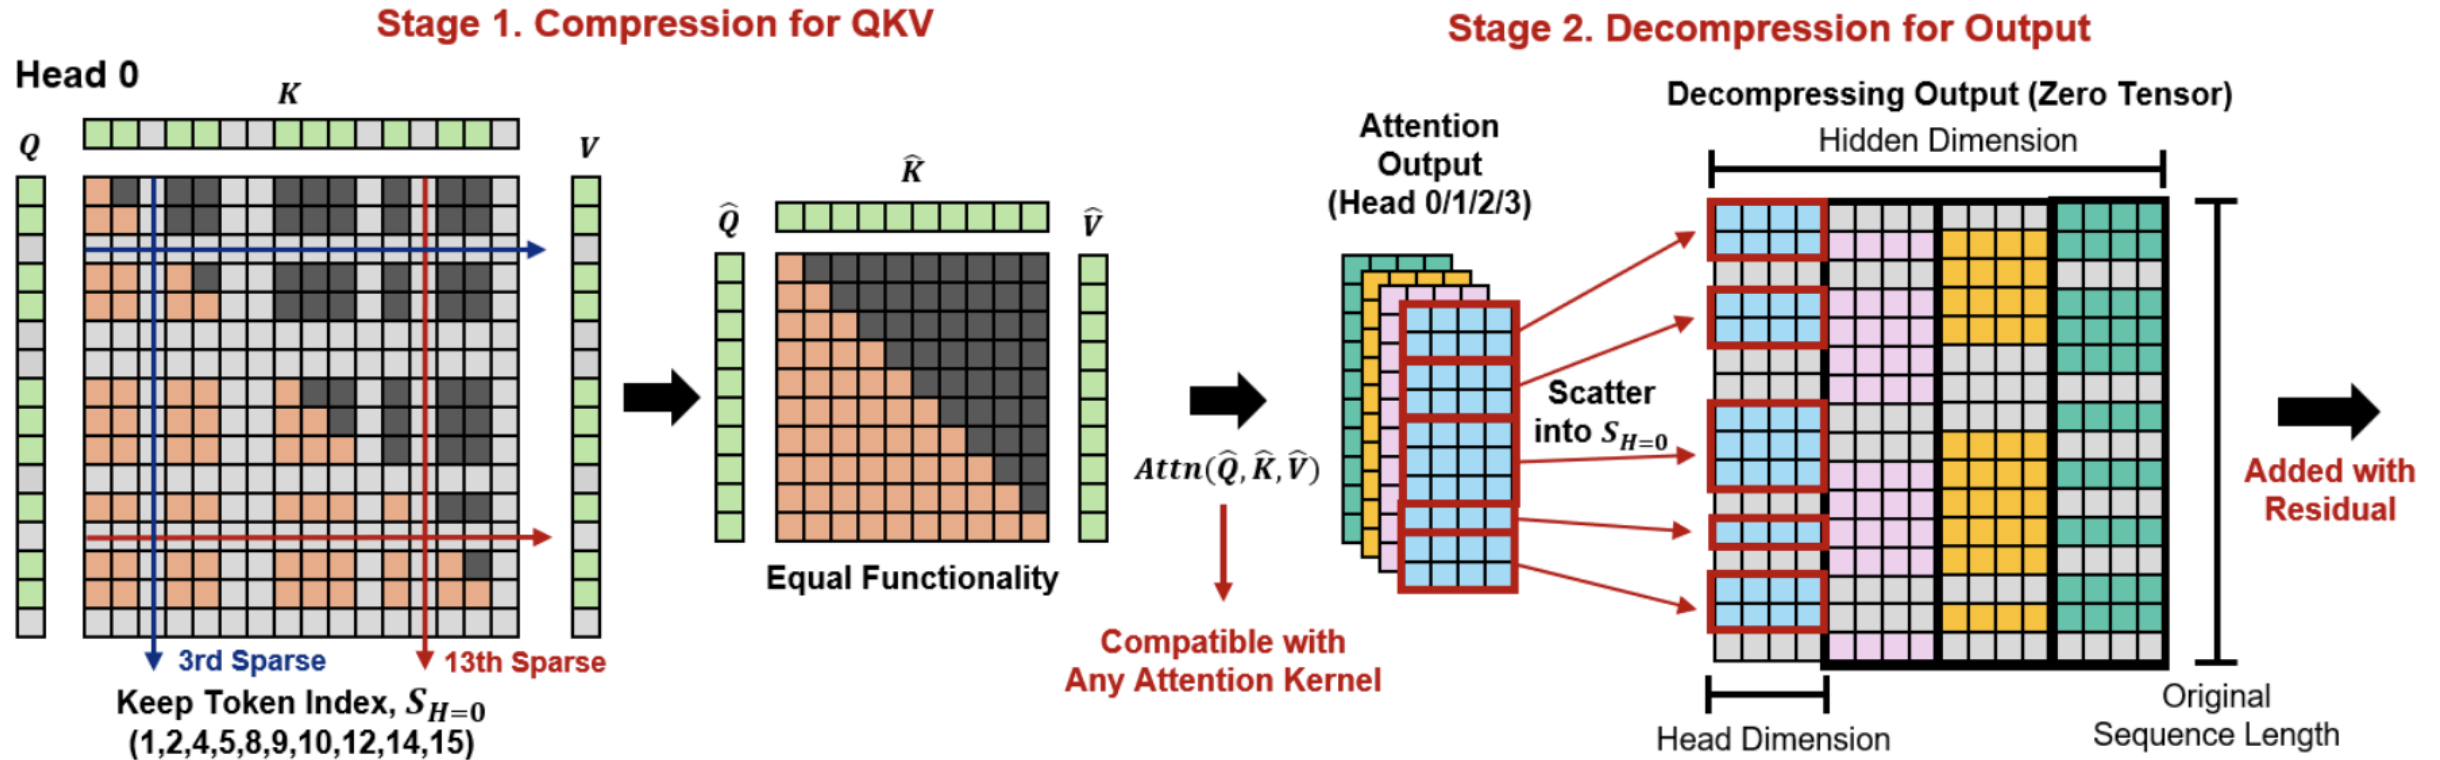 Stage 1. Compression for QKV
Head 0
K
Q
V
3rd Sparse
13th Sparse
Keep Token Index, S_{H=0}
(1,2,4,5,8,9,10,12,14,15)
K̂
Q̂
V̂
Equal Functionality
Attn(Q̂, K̂, V̂)
Compatible with
Any Attention Kernel
Stage 2. Decompression for Output
Attention
Output
(Head 0/1/2/3)
Scatter
into S_{H=0}
Decompressing Output (Zero Tensor)
Hidden Dimension
Head Dimension
Original
Sequence Length
Added with
Residual